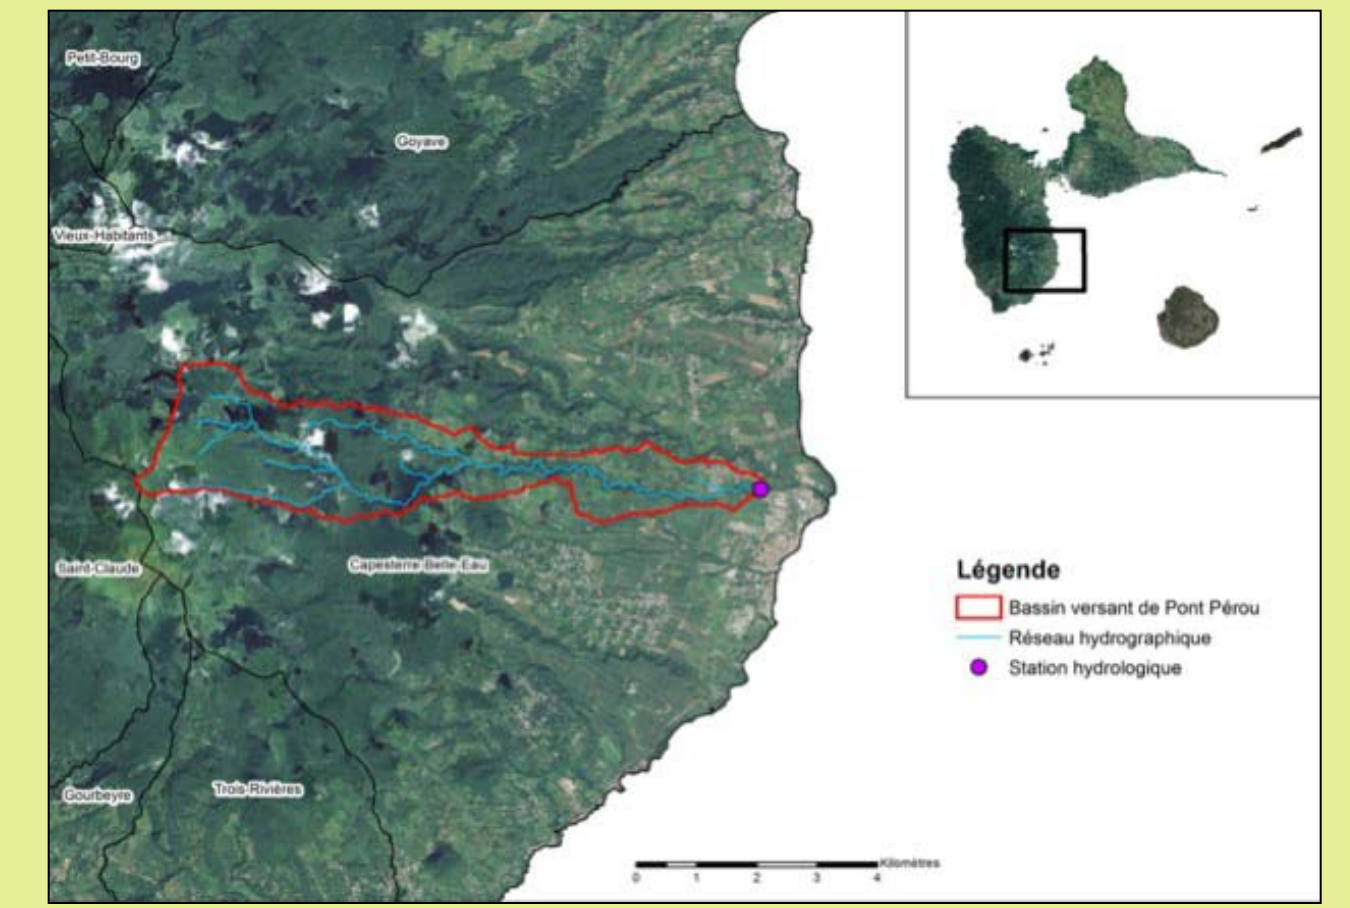 Petit-Bourg
Goyave
Vieux-Habitants
Saint-Claude
Capesterre-Belle-Eau
Gourbeyre
Trois-Rivières
Légende
Bassin versant de Pont Pérou
Réseau hydrographique
Station hydrologique
Kilomètres
0 1 2 3 4